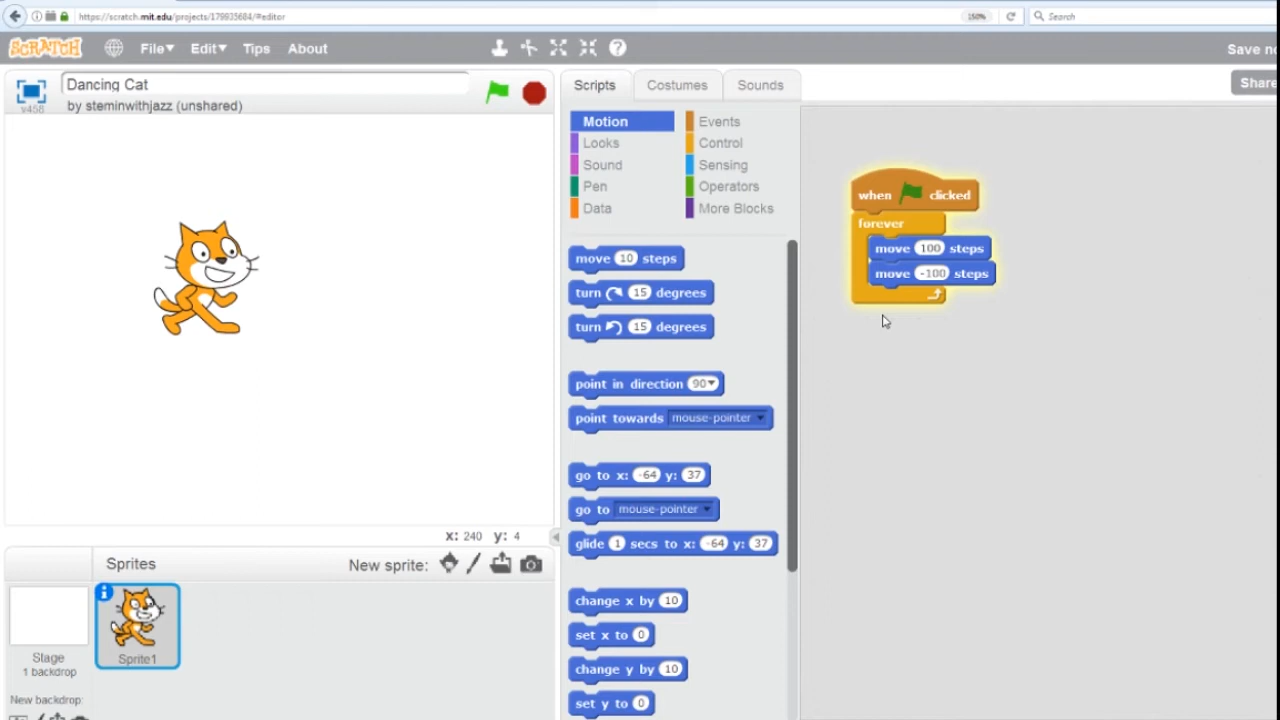 https://scratch.mit.edu/projects/179935684/#editor
150%
Search
SCRATCH
File
Edit
Tips
About
Save no
Dancing Cat
by steminwithjazz (unshared)
v458
Scripts
Costumes
Sounds
Share
Motion
Events
Looks
Control
Sound
Sensing
Pen
Operators
Data
More Blocks
when clicked
forever
move 100 steps
move -100 steps
move 10 steps
turn 15 degrees
turn 15 degrees
point in direction 90
point towards mouse-pointer
go to x: -64 y: 37
go to mouse-pointer
glide 1 secs to x: -64 y: 37
change x by 10
set x to 0
change y by 10
set y to 0
x: 240 y: 4
Sprites
New sprite:
Stage
1 backdrop
New backdrop:
Sprite1